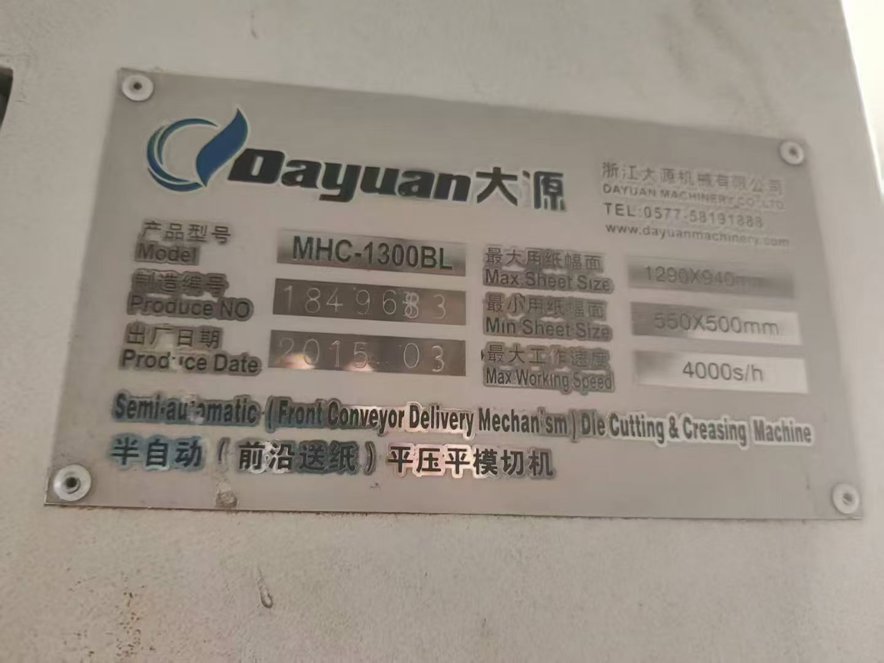 Dayuan大源
浙江大源机械有限公司
DAYUAN MACHINERY CO.,LTD.
TEL:0577-58191888
www.dayuanmachinery.com
产品型号
Model
MHC-1300BL
制造编号
Produce NO
出厂日期
Produce Date
2015 03
最大用纸幅面
Max.Sheet Size
1290X940mm
最小用纸幅面
Min Sheet Size
550X500mm
最大工作速度
Max.Working Speed
4000s/h
Semi-automatic (Front Conveyor Delivery Mechanism) Die Cutting & Creasing Machine
半自动(前沿送纸)平压平模切机